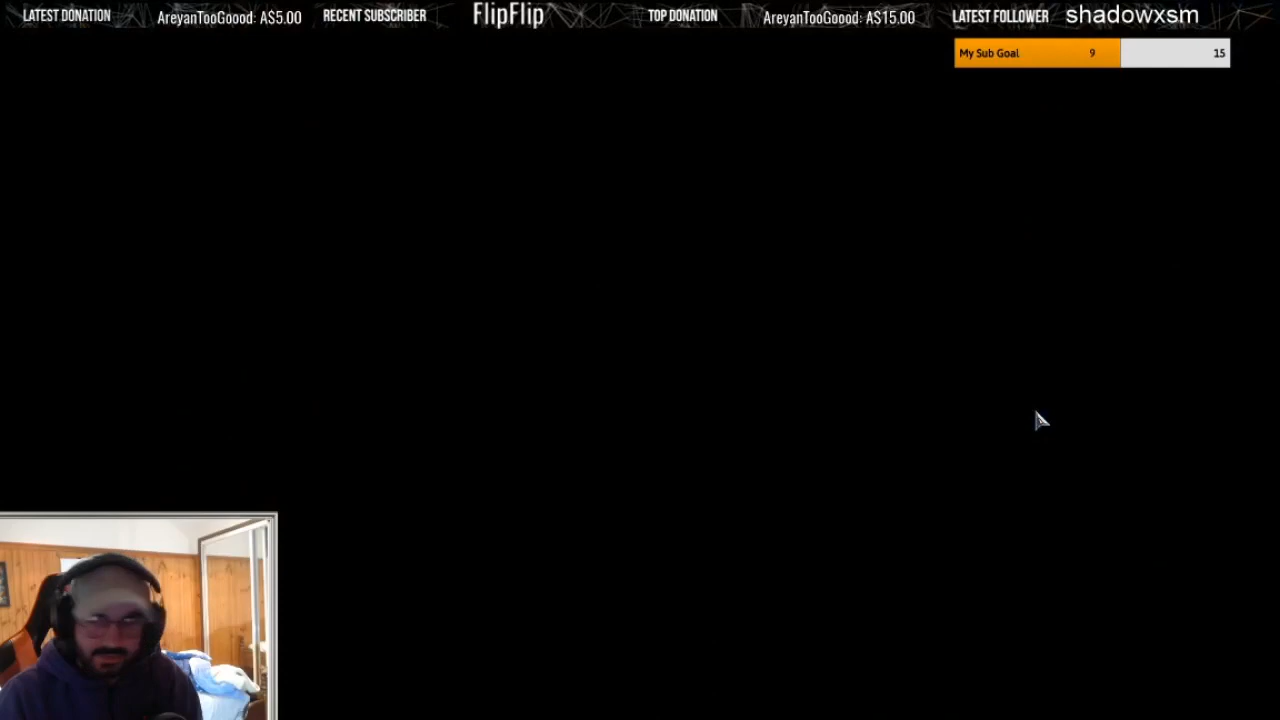 LATEST DONATION AreyanTooGoood: A$5.00 RECENT SUBSCRIBER FlipFlip TOP DONATION AreyanTooGoood: A$15.00 LATEST FOLLOWER shadowxsm
My Sub Goal 9 15